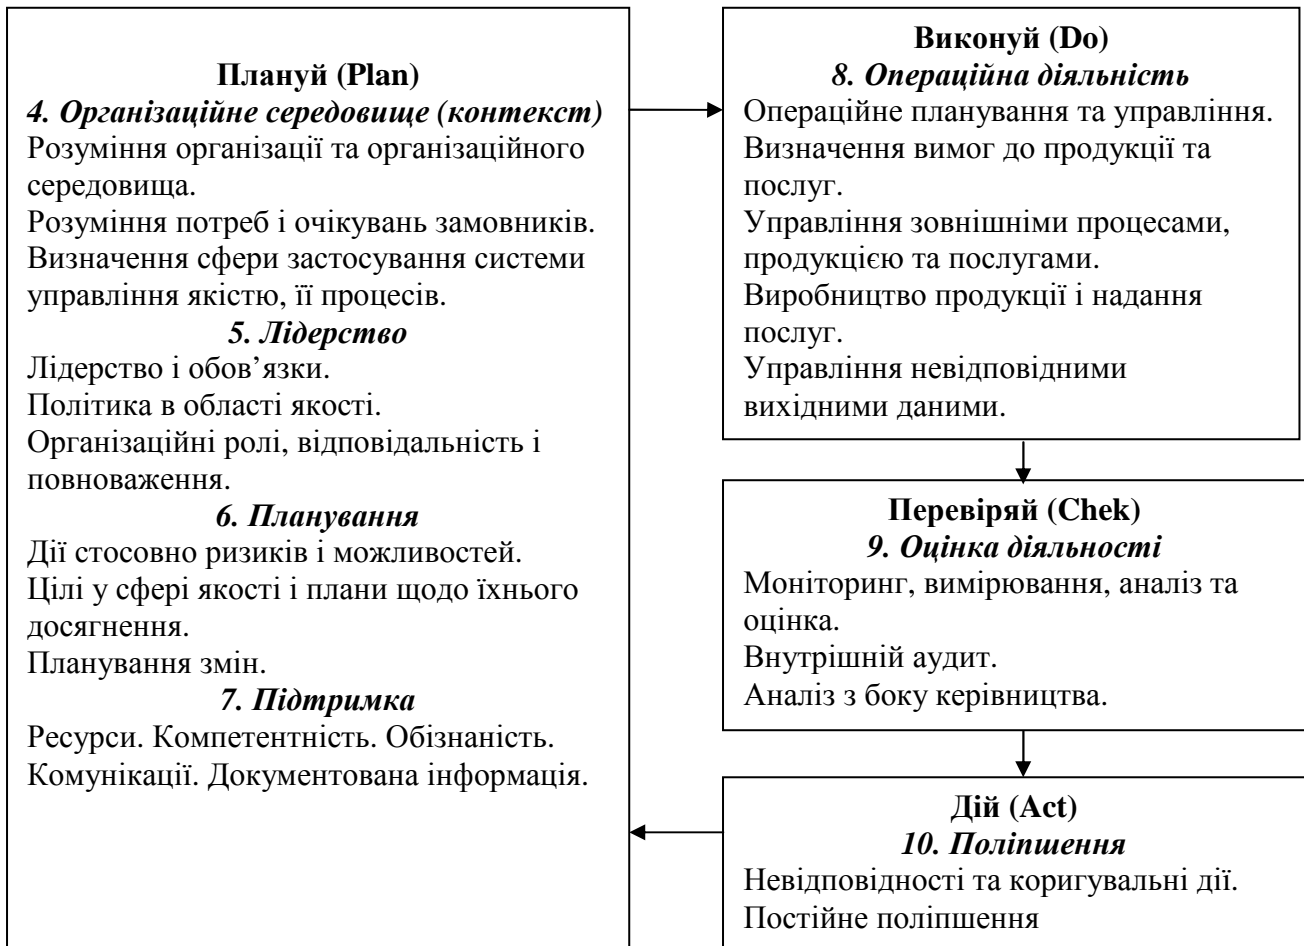 Плануй (Plan)
4. Організаційне середовище (контекст)
Розуміння організації та організаційного
середовища.
Розуміння потреб і очікувань замовників.
Визначення сфери застосування системи
управління якістю, її процесів.
5. Лідерство
Лідерство і обов’язки.
Політика в області якості.
Організаційні ролі, відповідальність і
повноваження.
6. Планування
Дії стосовно ризиків і можливостей.
Цілі у сфері якості і плани щодо їхнього
досягнення.
Планування змін.
7. Підтримка
Ресурси. Компетентність. Обізнаність.
Комунікації. Документована інформація.
Виконуй (Do)
8. Операційна діяльність
Операційне планування та управління.
Визначення вимог до продукції та
послуг.
Управління зовнішніми процесами,
продукцією та послугами.
Виробництво продукції і надання
послуг.
Управління невідповідними
вихідними даними.
Перевіряй (Chek)
9. Оцінка діяльності
Моніторинг, вимірювання, аналіз та
оцінка.
Внутрішній аудит.
Аналіз з боку керівництва.
Дій (Act)
10. Поліпшення
Невідповідності та коригувальні дії.
Постійне поліпшення